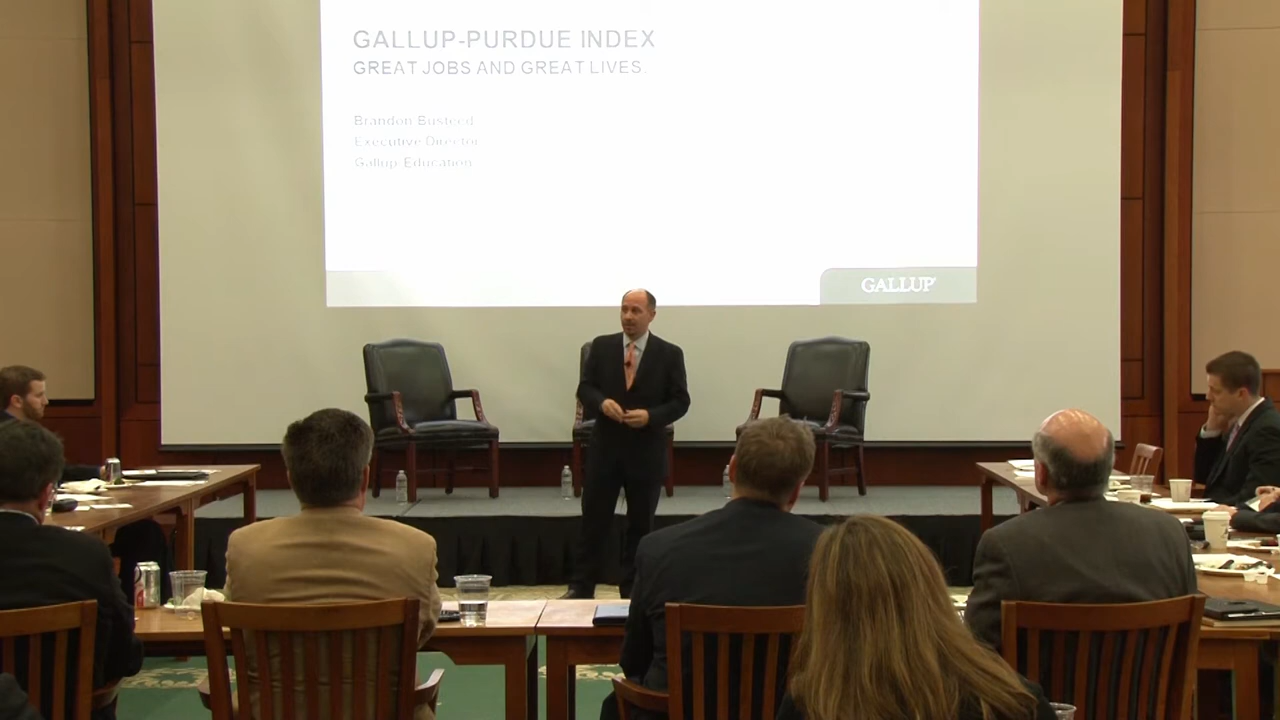 GALLUP-PURDUE INDEX
GREAT JOBS AND GREAT LIVES.
Brandon Busteed
Executive Director
Gallup Education
GALLUP